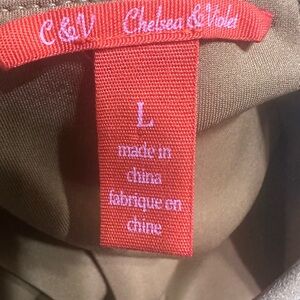 C&V Chelsea & Violet
L
made in
china
fabrique en
chine